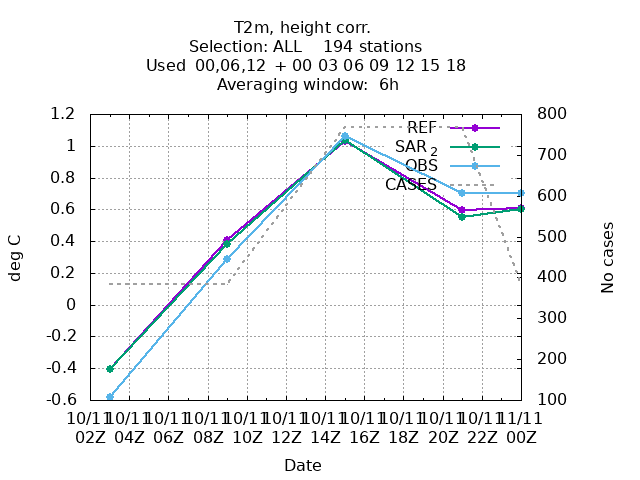 T2m, height corr.
Selection: ALL    194 stations
Used  00,06,12  + 00 03 06 09 12 15 18
Averaging window:  6h
1.2
1
0.8
0.6
0.4
0.2
0
-0.2
-0.4
-0.6
deg C
800
700
600
500
400
300
200
100
No cases
REF
SAR 2
OBS
CASES
10/11 10/11 10/11 10/11 10/11 10/11 10/11 10/11 10/11 10/11 10/11 11/11
02Z 04Z 06Z 08Z 10Z 12Z 14Z 16Z 18Z 20Z 22Z 00Z
Date